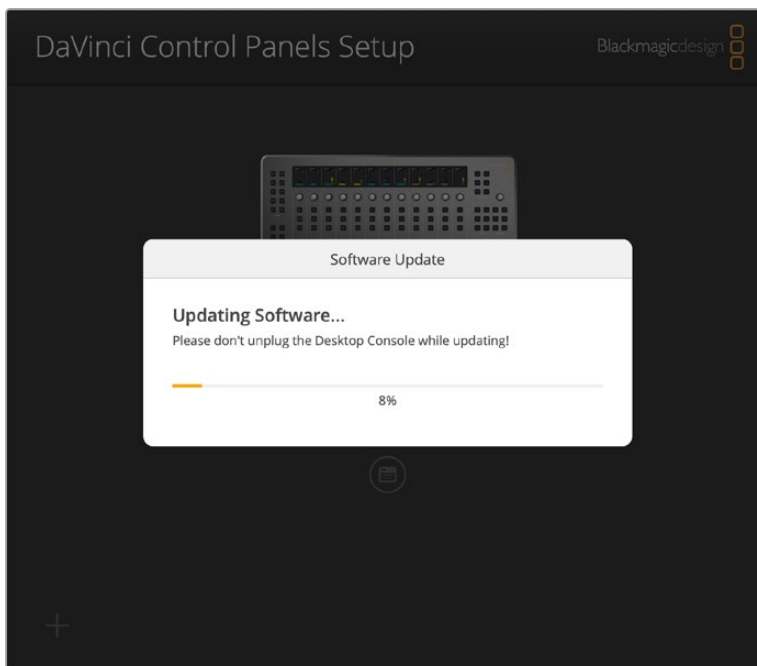 DaVinci Control Panels Setup
Blackmagicdesign
Software Update
Updating Software...
Please don't unplug the Desktop Console while updating!
8%